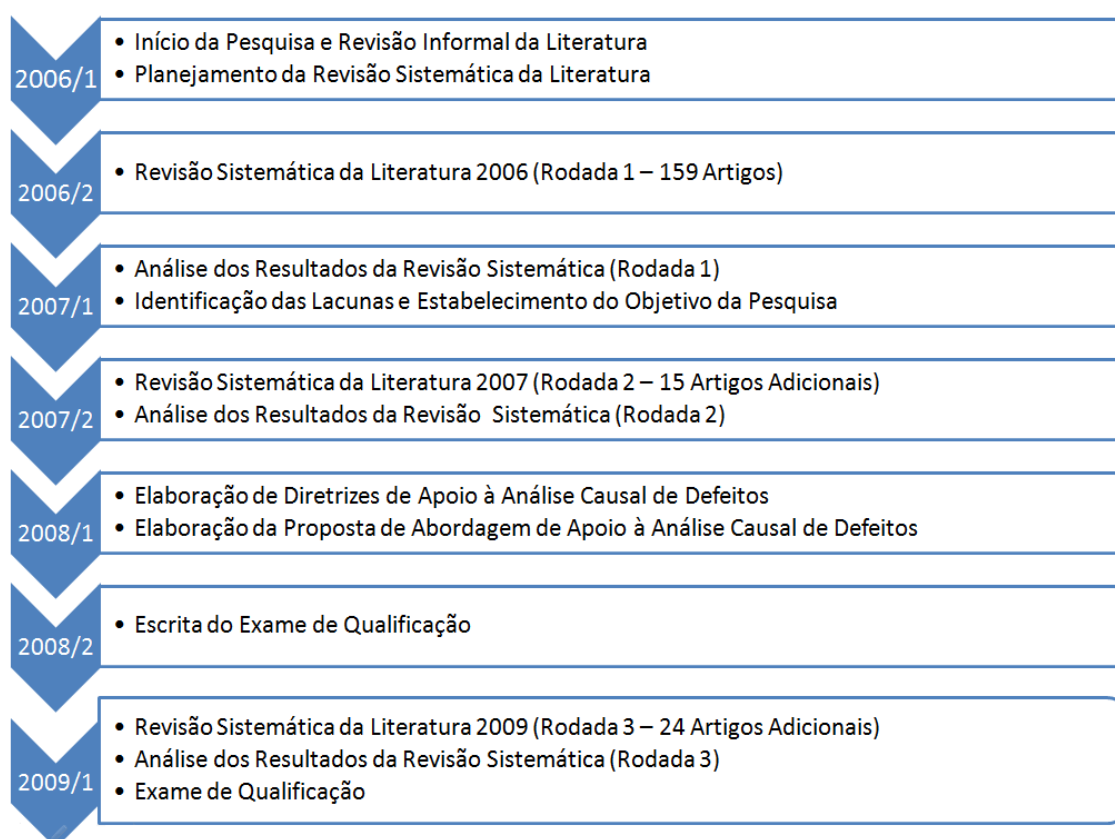 2006/1
• Início da Pesquisa e Revisão Informal da Literatura
• Planejamento da Revisão Sistemática da Literatura
2006/2
• Revisão Sistemática da Literatura 2006 (Rodada 1 – 159 Artigos)
2007/1
• Análise dos Resultados da Revisão Sistemática (Rodada 1)
• Identificação das Lacunas e Estabelecimento do Objetivo da Pesquisa
2007/2
• Revisão Sistemática da Literatura 2007 (Rodada 2 – 15 Artigos Adicionais)
• Análise dos Resultados da Revisão Sistemática (Rodada 2)
2008/1
• Elaboração de Diretrizes de Apoio à Análise Causal de Defeitos
• Elaboração da Proposta de Abordagem de Apoio à Análise Causal de Defeitos
2008/2
• Escrita do Exame de Qualificação
2009/1
• Revisão Sistemática da Literatura 2009 (Rodada 3 – 24 Artigos Adicionais)
• Análise dos Resultados da Revisão Sistemática (Rodada 3)
• Exame de Qualificação